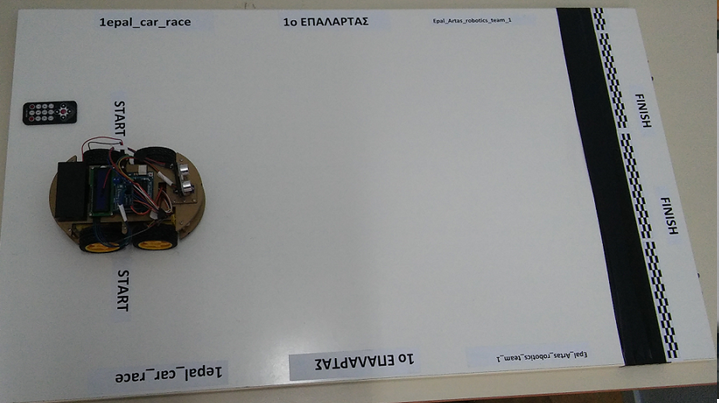 1epal_car_race
1ο ΕΠΑΛΑΡΤΑΣ
Epal_Artas_robotics_team_1
START
FINISH
FINISH
START
1epal_car_race
1ο ΕΠΑΛΑΡΤΑΣ
Epal_Artas_robotics_team_1